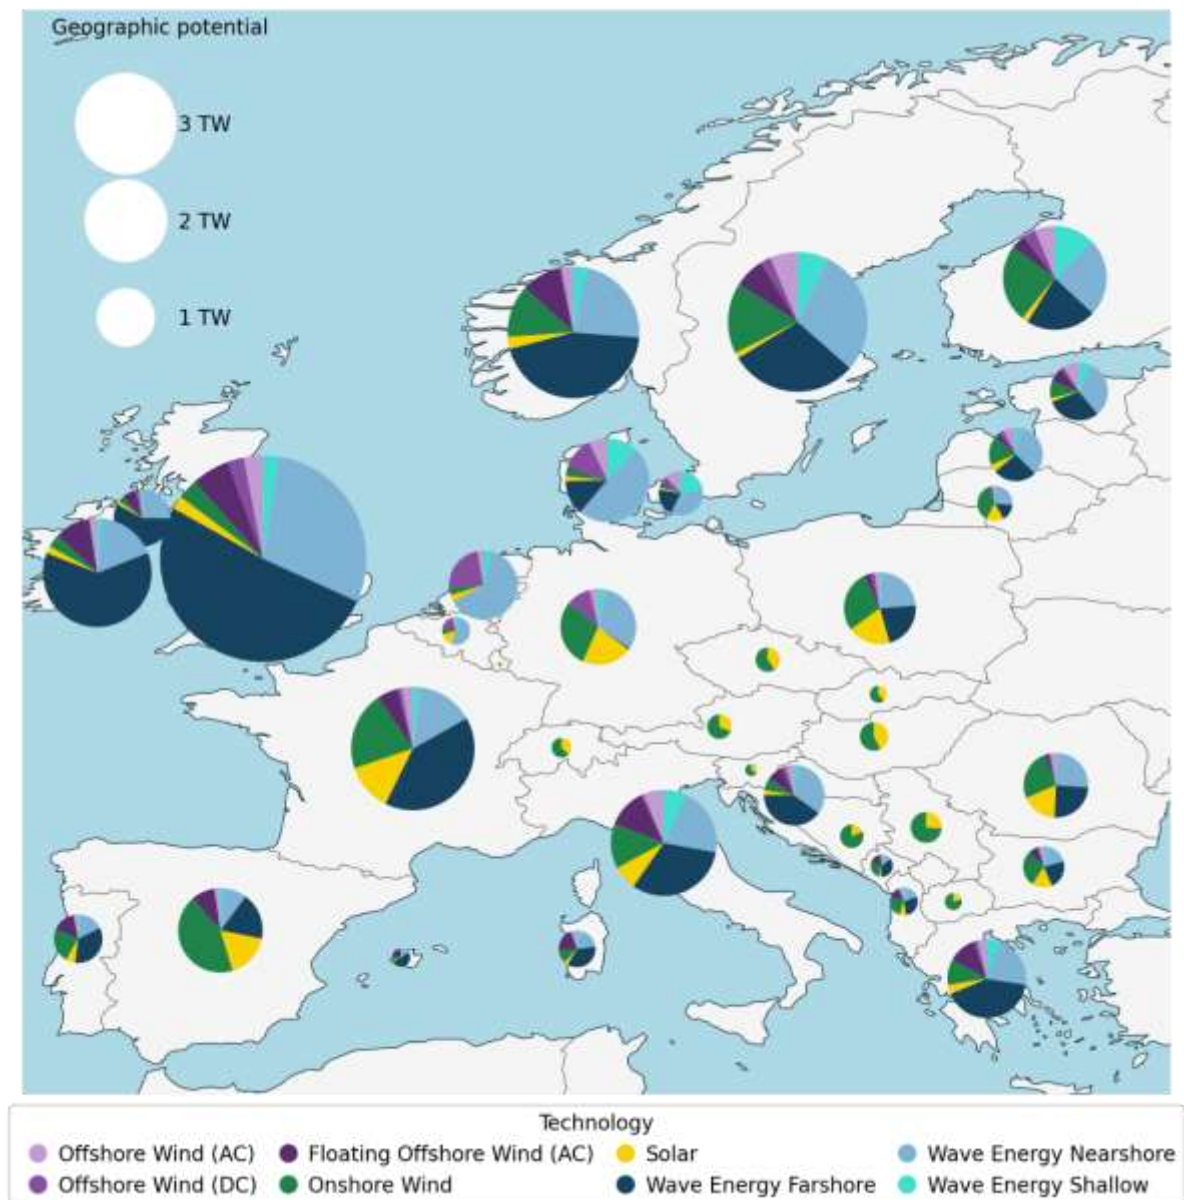 Geographic potential
3 TW
2 TW
1 TW
Technology
Offshore Wind (AC) Floating Offshore Wind (AC) Solar Wave Energy Nearshore
Offshore Wind (DC) Onshore Wind Wave Energy Farshore Wave Energy Shallow